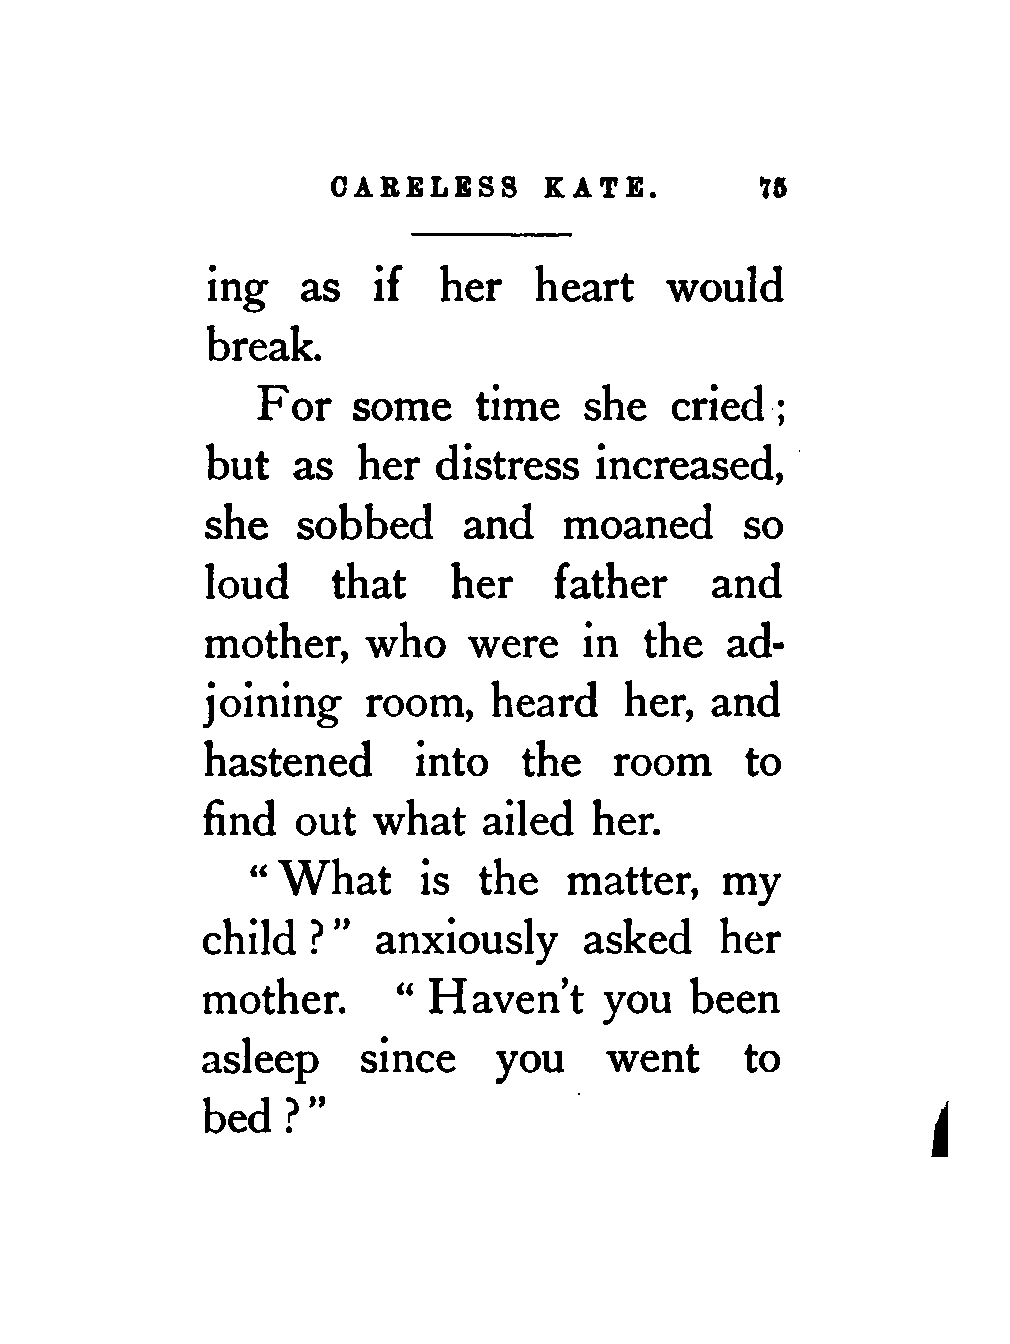 CARELESS KATE. 75
ing as if her heart would
break.
For some time she cried;
but as her distress increased,
she sobbed and moaned so
loud that her father and
mother, who were in the ad-
joining room, heard her, and
hastened into the room to
find out what ailed her.
“What is the matter, my
child?” anxiously asked her
mother. “Haven't you been
asleep since you went to
bed?”